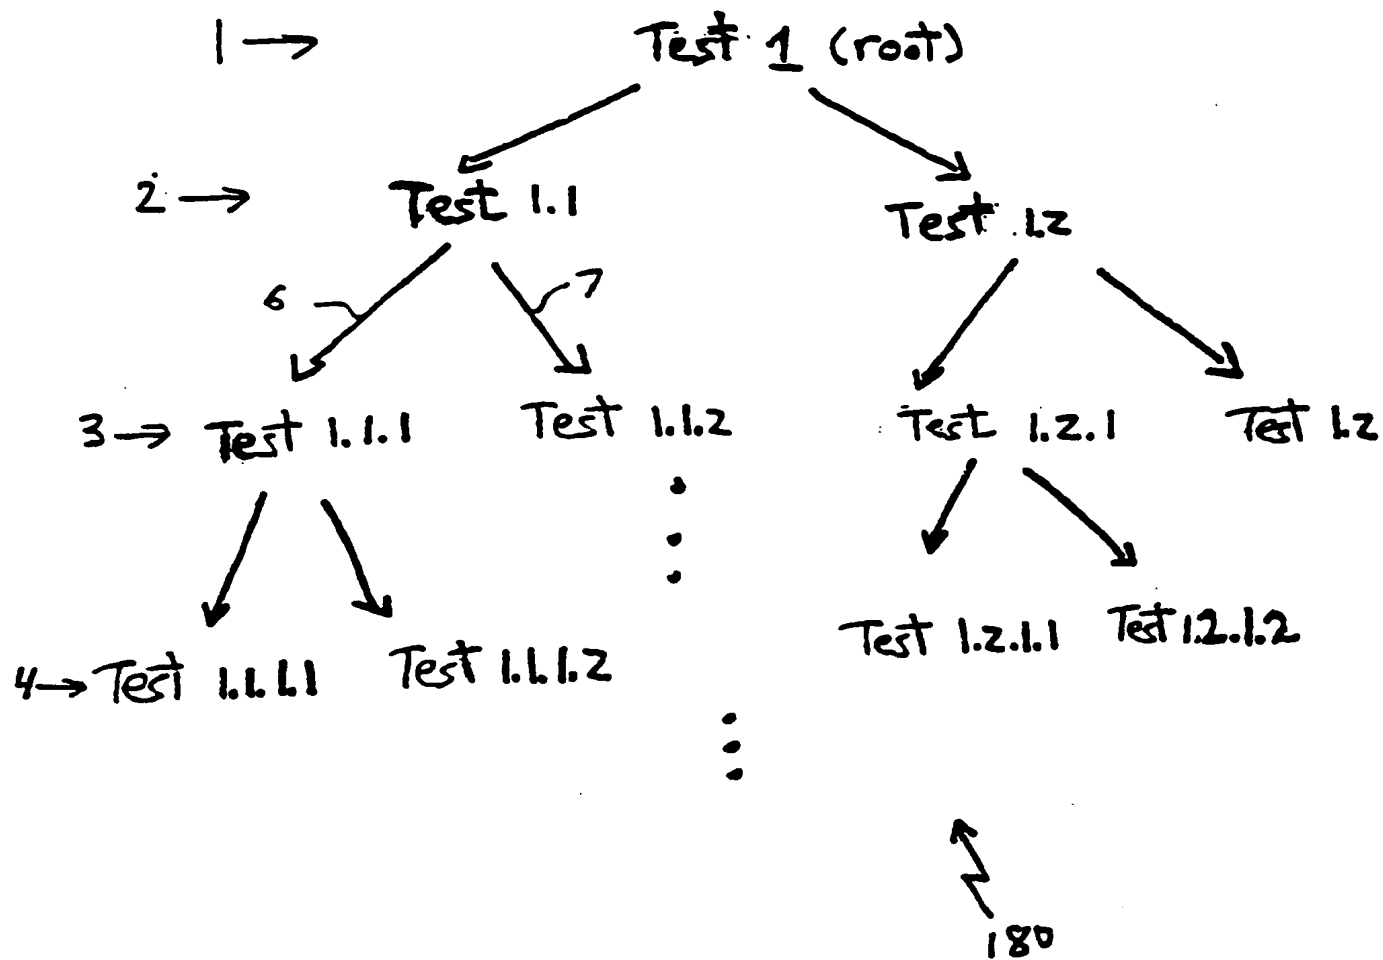 1 → Test 1 (root)
2 → Test 1.1 Test 1.2
6 7
3 → Test 1.1.1 Test 1.1.2 Test 1.2.1 Test 1.2
4 → Test 1.1.1.1 Test 1.1.1.2 Test 1.2.1.1 Test 1.2.1.2
180